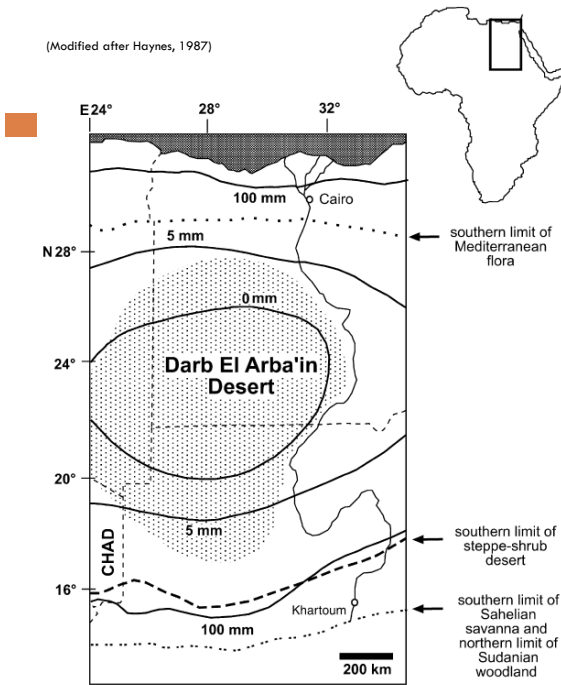 (Modified after Haynes, 1987)
E24°
28°
32°
100 mm
Cairo
southern limit of
Mediterranean
flora
5 mm
N 28°
0 mm
24°
Darb El Arba'in
Desert
20°
5 mm
CHAD
southern limit of
steppe-shrub
desert
16°
Khartoum
100 mm
southern limit of
Sahelian
savanna and
northern limit of
Sudanian
woodland
200 km